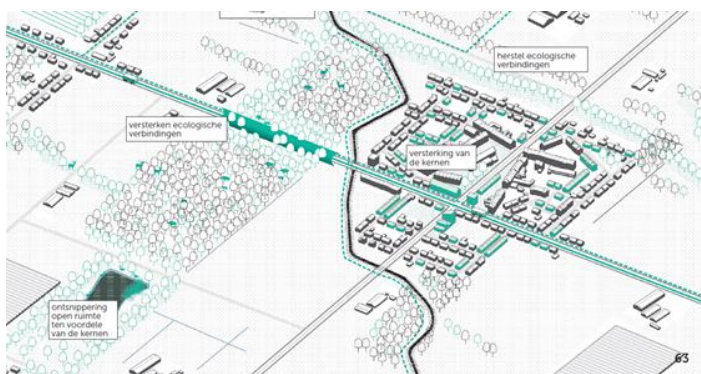 herstel ecologische
verbindingen
versterken ecologische
verbindingen
versterking van
de kernen
ontsnippering
open ruimte
ten voordele
van de kernen
63